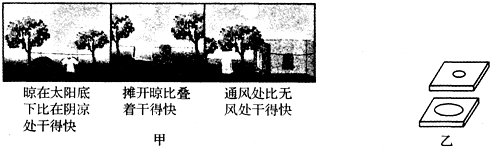 晾在太阳底
下比在阴凉
处干得快
摊开晾比叠
着干得快
通风处比无
风处干得快
甲
乙